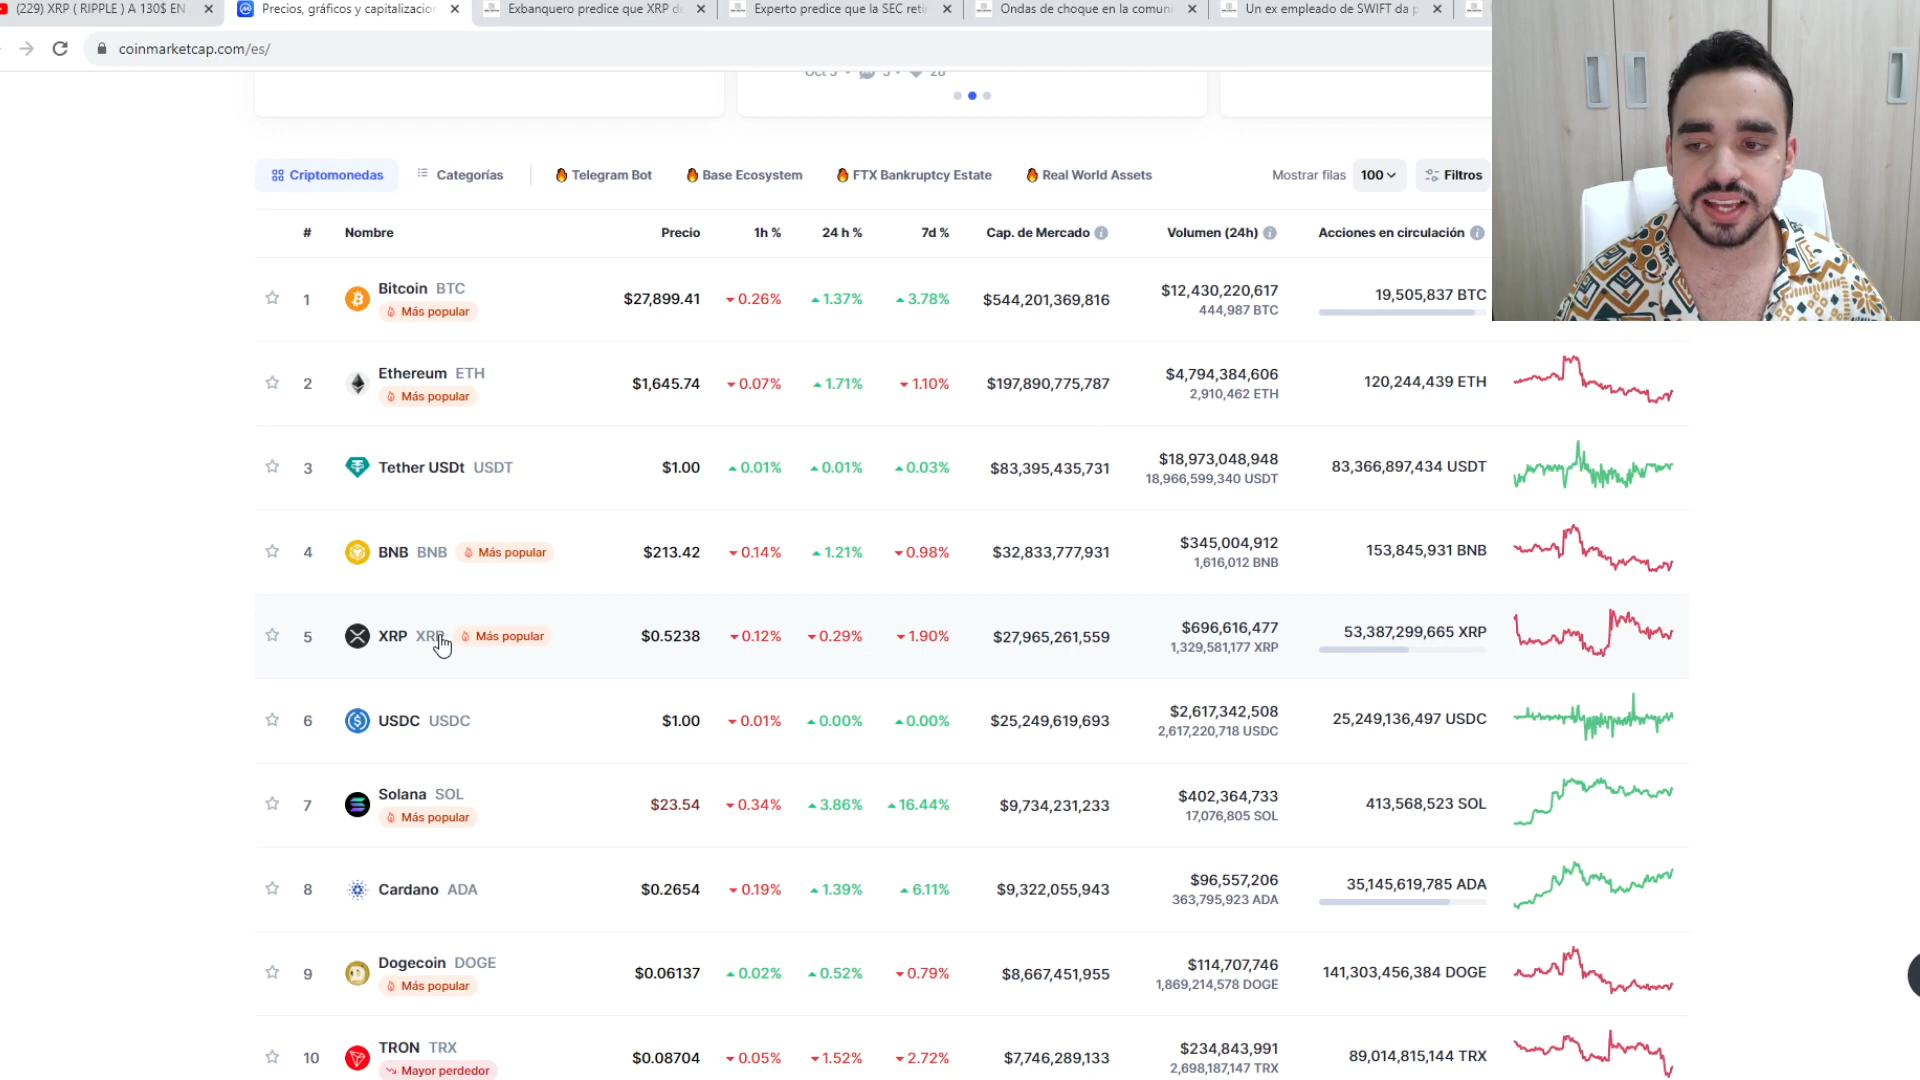 (229) XRP ( RIPPLE ) A 130$ EN
Precios, gráficos y capitalizacion
Exbanquero predice que XRP de
Experto predice que la SEC reti
Ondas de choque en la comuni
Un ex empleado de SWIFT da p
coinmarketcap.com/es/
Oct 5 · 5 · 28
Criptomonedas
Categorías
Telegram Bot
Base Ecosystem
FTX Bankruptcy Estate
Real World Assets
Mostrar filas
100
Filtros
# Nombre Precio 1h % 24 h % 7d % Cap. de Mercado Volumen (24h) Acciones en circulación
1 Bitcoin BTC $27,899.41 0.26% 1.37% 3.78% $544,201,369,816 $12,430,220,617 19,505,837 BTC
Más popular 444,987 BTC
2 Ethereum ETH $1,645.74 0.07% 1.71% 1.10% $197,890,775,787 $4,794,384,606 120,244,439 ETH
Más popular 2,910,462 ETH
3 Tether USDt USDT $1.00 0.01% 0.01% 0.03% $83,395,435,731 $18,973,048,948 83,366,897,434 USDT
18,966,599,340 USDT
4 BNB BNB Más popular $213.42 0.14% 1.21% 0.98% $32,833,777,931 $345,004,912 153,845,931 BNB
1,616,012 BNB
5 XRP XRP Más popular $0.5238 0.12% 0.29% 1.90% $27,965,261,559 $696,616,477 53,387,299,665 XRP
1,329,581,177 XRP
6 USDC USDC $1.00 0.01% 0.00% 0.00% $25,249,619,693 $2,617,342,508 25,249,136,497 USDC
2,617,220,718 USDC
7 Solana SOL $23.54 0.34% 3.86% 16.44% $9,734,231,233 $402,364,733 413,568,523 SOL
Más popular 17,076,805 SOL
8 Cardano ADA $0.2654 0.19% 1.39% 6.11% $9,322,055,943 $96,557,206 35,145,619,785 ADA
363,795,923 ADA
9 Dogecoin DOGE $0.06137 0.02% 0.52% 0.79% $8,667,451,955 $114,707,746 141,303,456,384 DOGE
Más popular 1,869,214,578 DOGE
10 TRON TRX $0.08704 0.05% 1.52% 2.72% $7,746,289,133 $234,843,991 89,014,815,144 TRX
Mayor perdedor 2,698,187,147 TRX